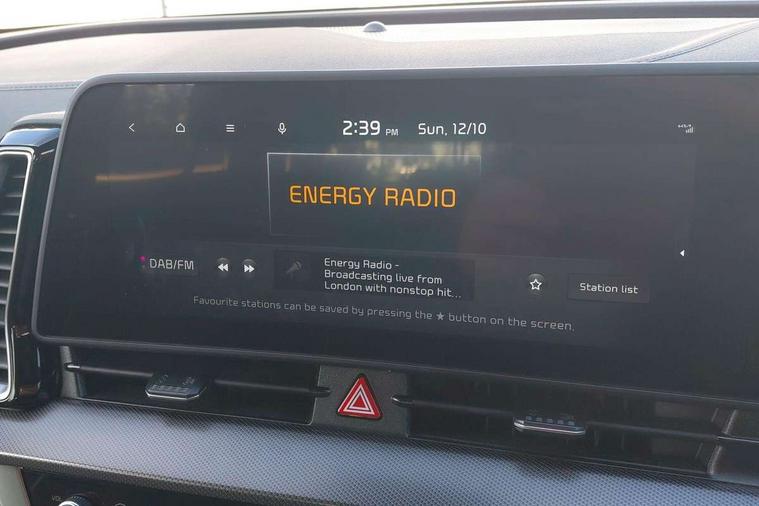 2:39 PM Sun, 12/10
ENERGY RADIO
DAB/FM
Energy Radio -
Broadcasting live from
London with nonstop hit...
Station list
Favourite stations can be saved by pressing the ★ button on the screen.
VOL